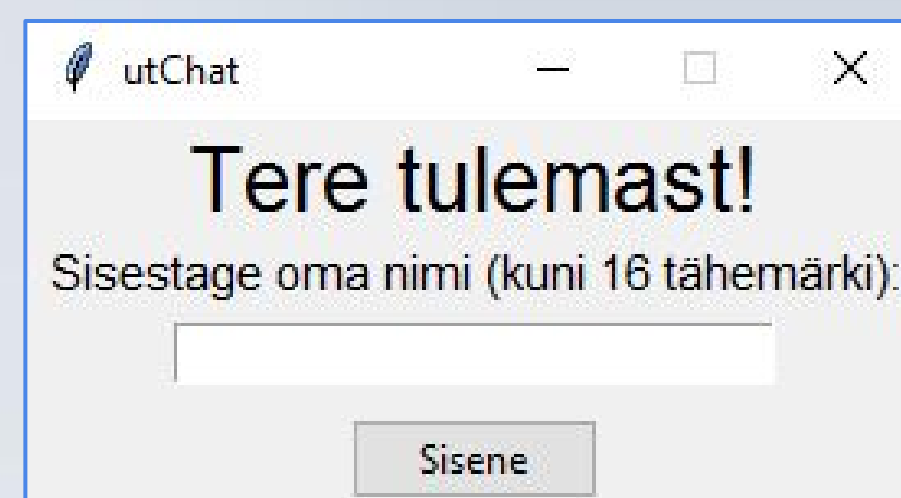 utChat
Tere tulemast!
Sisestage oma nimi (kuni 16 tähemärki):
Sisene